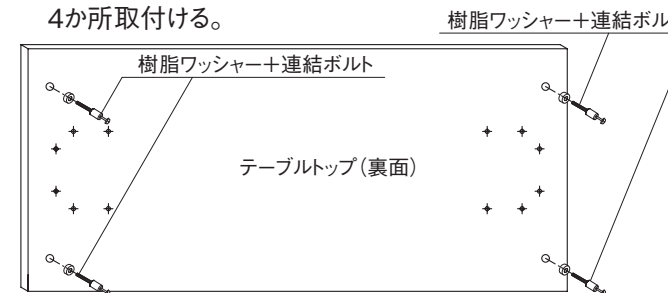 4か所取付ける。
樹脂ワッシャー＋連結ボル
樹脂ワッシャー＋連結ボルト
テーブルトップ（裏面）